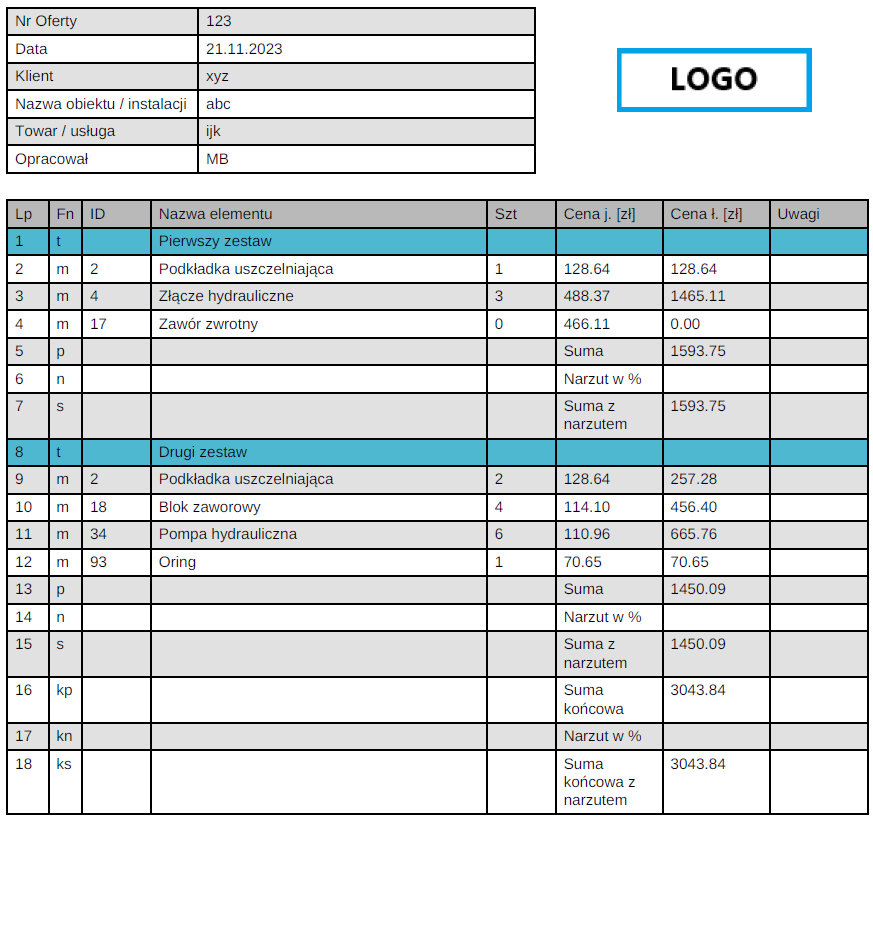 Nr Oferty 123
Data 21.11.2023
Klient xyz
Nazwa obiektu / instalacji abc
Towar / usługa ijk
Opracował MB
LOGO
Lp Fn ID Nazwa elementu Szt Cena j. [zł] Cena ł. [zł] Uwagi
1 t Pierwszy zestaw
2 m 2 Podkładka uszczelniająca 1 128.64 128.64
3 m 4 Złącze hydrauliczne 3 488.37 1465.11
4 m 17 Zawór zwrotny 0 466.11 0.00
5 p Suma 1593.75
6 n Narzut w %
7 s Suma z 1593.75
narzutem
8 t Drugi zestaw
9 m 2 Podkładka uszczelniająca 2 128.64 257.28
10 m 18 Blok zaworowy 4 114.10 456.40
11 m 34 Pompa hydrauliczna 6 110.96 665.76
12 m 93 Oring 1 70.65 70.65
13 p Suma 1450.09
14 n Narzut w %
15 s Suma z 1450.09
narzutem
16 kp Suma 3043.84
końcowa
17 kn Narzut w %
18 ks Suma 3043.84
końcowa z
narzutem